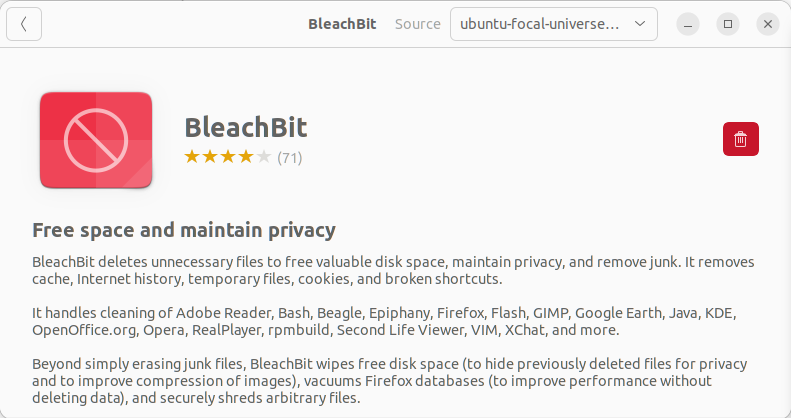 BleachBit Source ubuntu-focal-universe...
BleachBit
(71)
Free space and maintain privacy
BleachBit deletes unnecessary files to free valuable disk space, maintain privacy, and remove junk. It removes
cache, Internet history, temporary files, cookies, and broken shortcuts.
It handles cleaning of Adobe Reader, Bash, Beagle, Epiphany, Firefox, Flash, GIMP, Google Earth, Java, KDE,
OpenOffice.org, Opera, RealPlayer, rpmbuild, Second Life Viewer, VIM, XChat, and more.
Beyond simply erasing junk files, BleachBit wipes free disk space (to hide previously deleted files for privacy
and to improve compression of images), vacuums Firefox databases (to improve performance without
deleting data), and securely shreds arbitrary files.